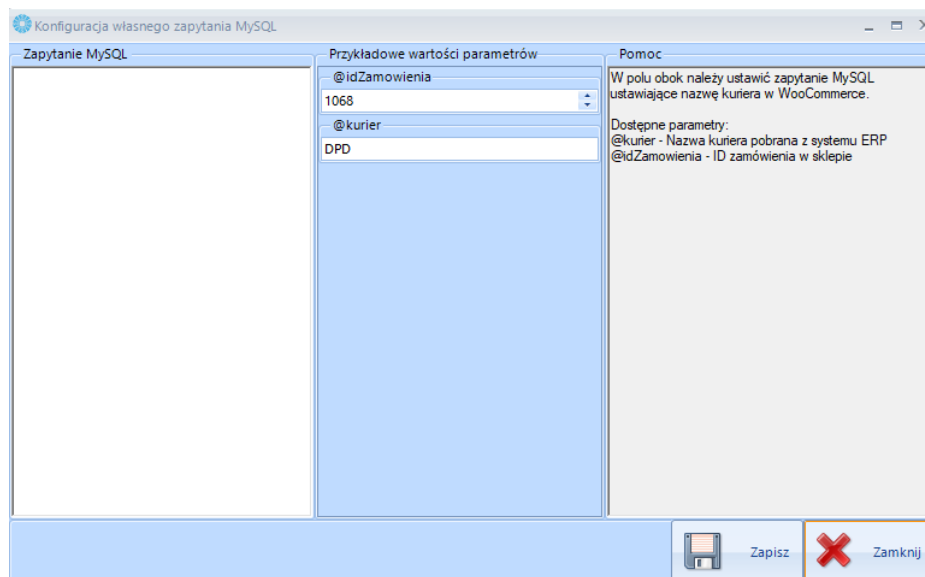 Konfiguracja własnego zapytania MySQL
Zapytanie MySQL
Przykładowe wartości parametrów
@idZamowienia
1068
@kurier
DPD
Pomoc
W polu obok należy ustawić zapytanie MySQL
ustawiające nazwę kuriera w WooCommerce.
Dostępne parametry:
@kurier - Nazwa kuriera pobrana z systemu ERP
@idZamowienia - ID zamówienia w sklepie
Zapisz
Zamknij